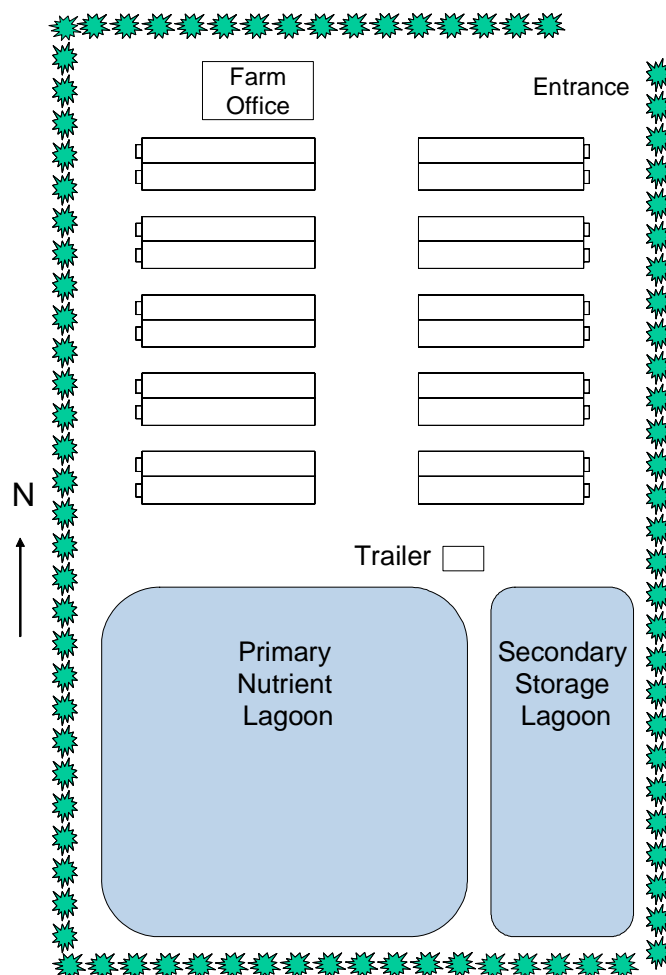 Farm
Office
Entrance
N
Trailer
Primary
Nutrient
Lagoon
Secondary
Storage
Lagoon